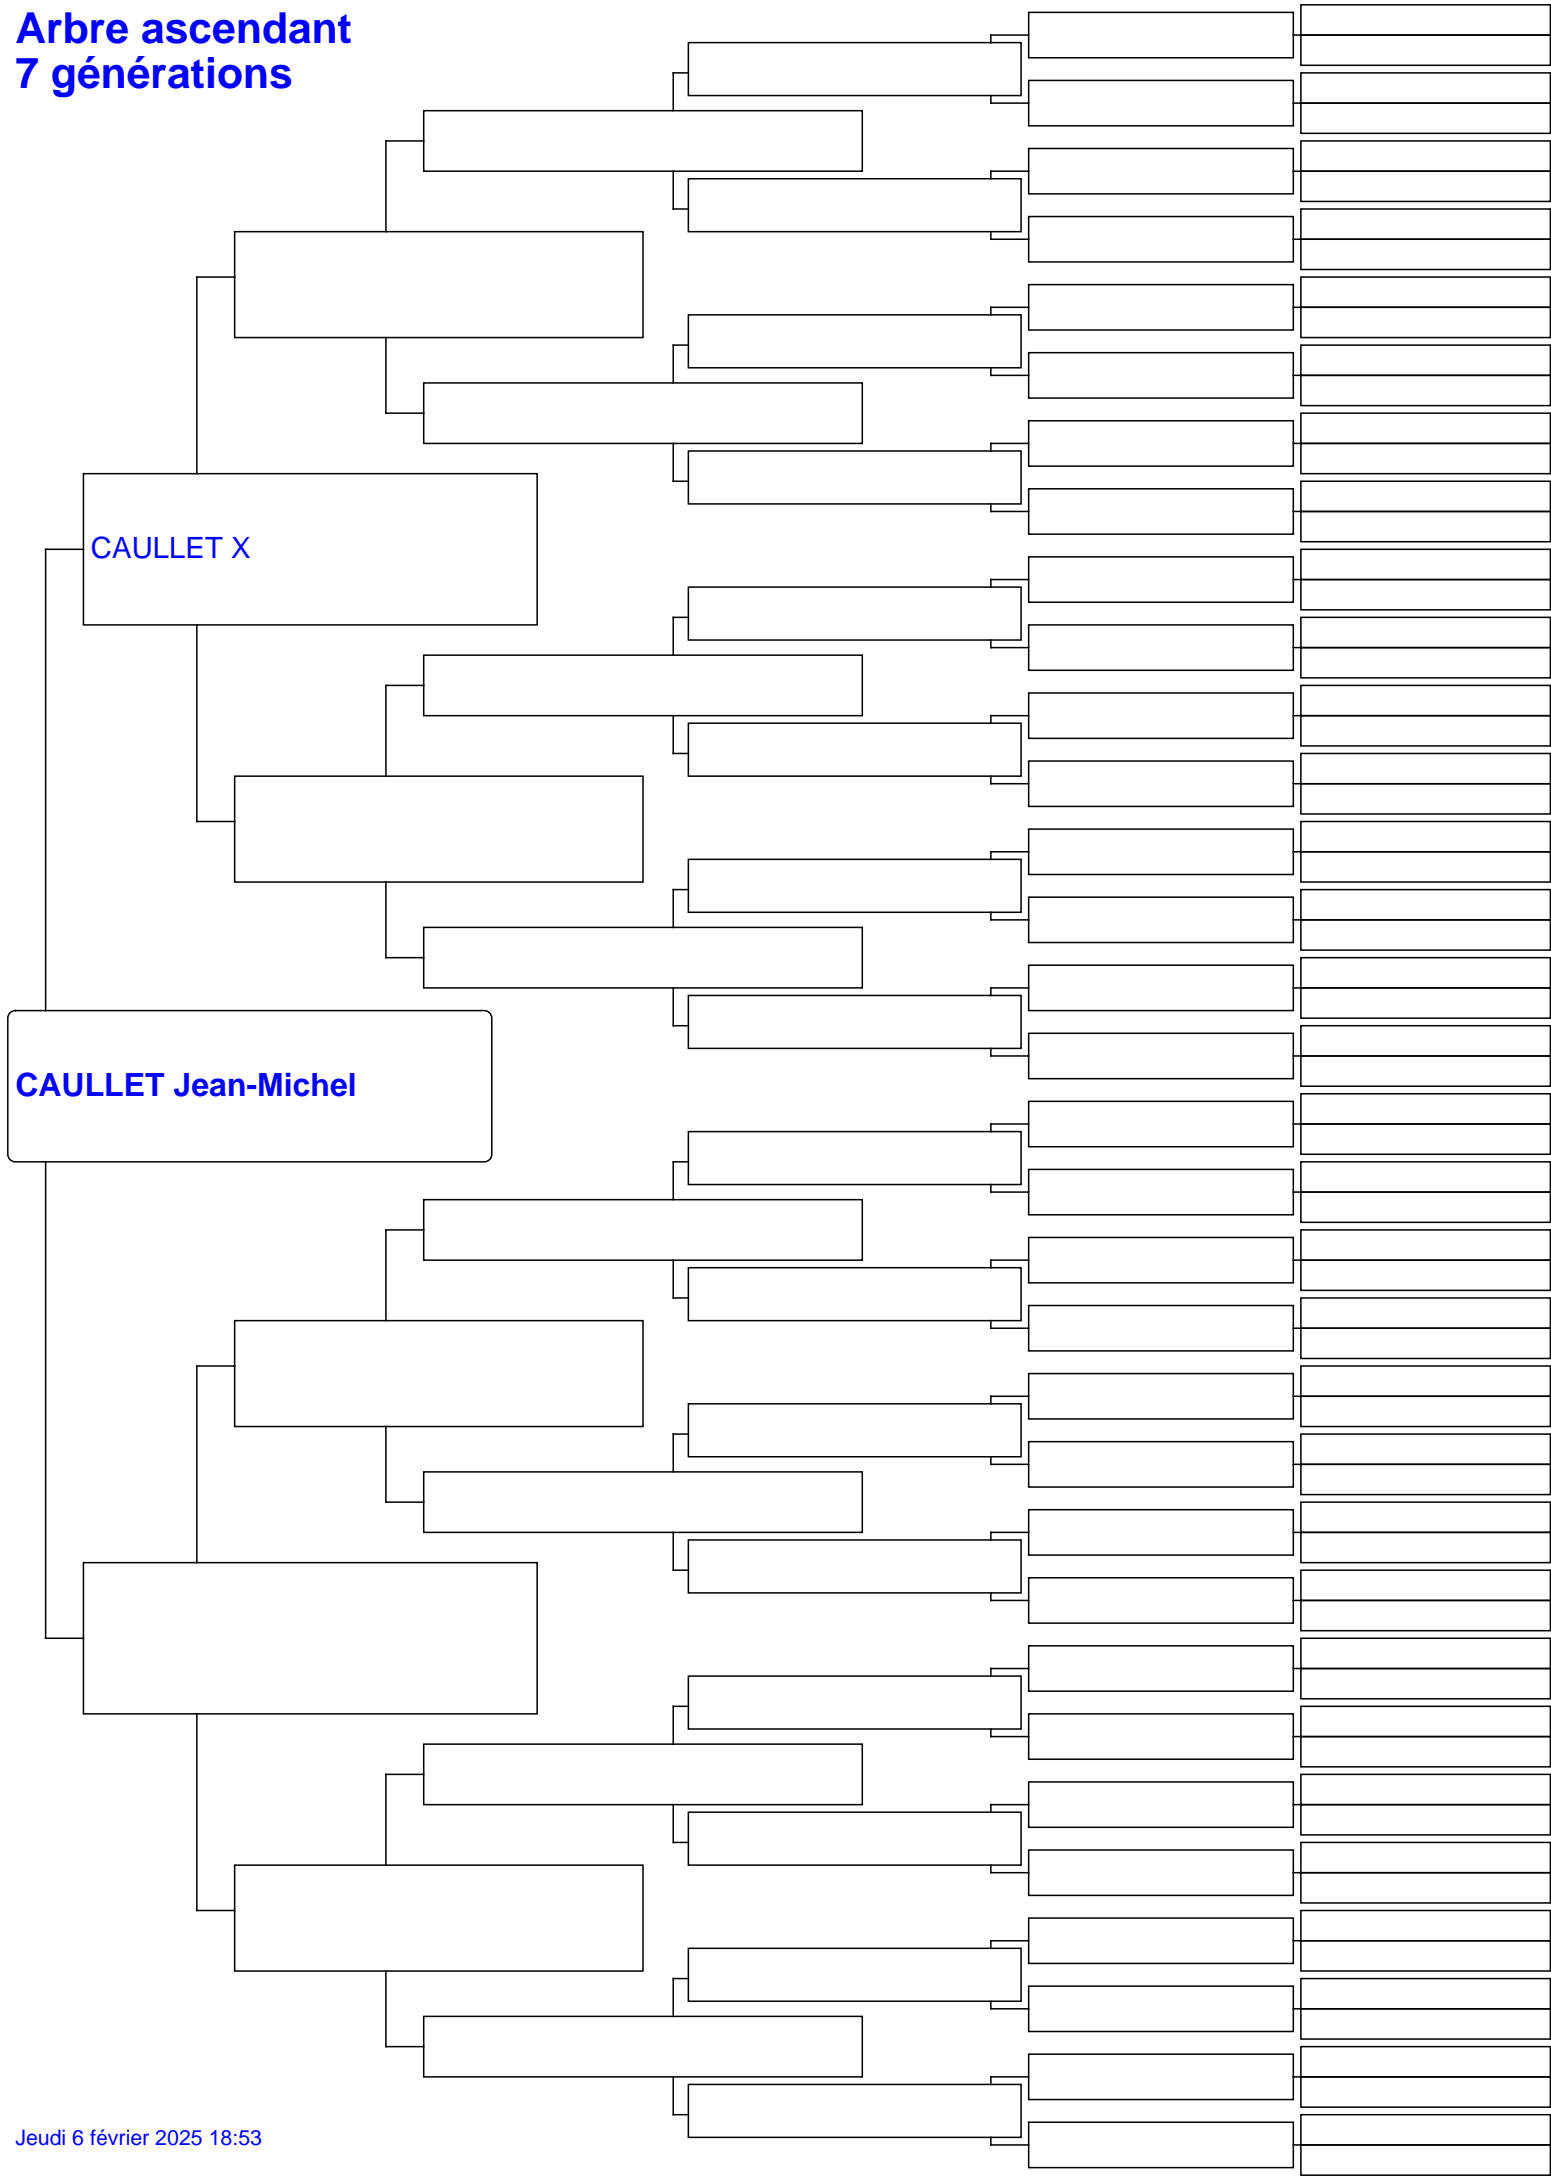 Arbre ascendant
7 générations
CAULLET X
CAULLET Jean-Michel
Jeudi 6 février 2025 18:53